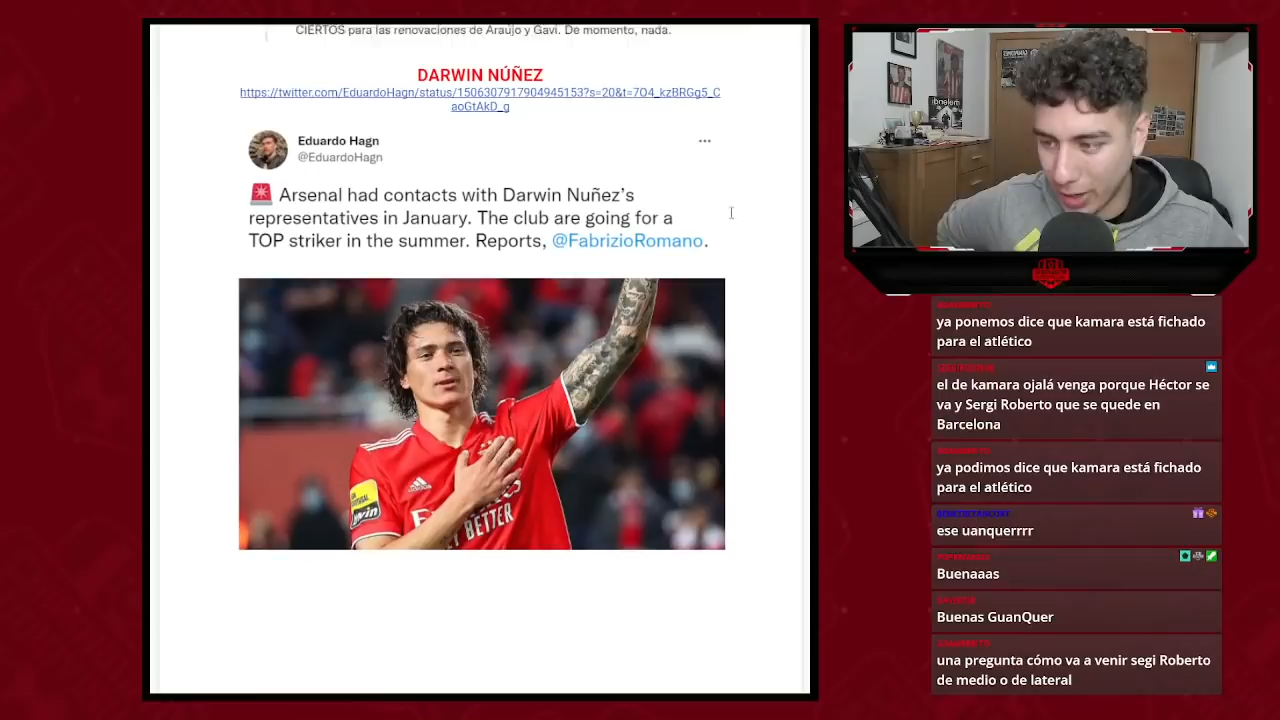 CIERTOS para las renovaciones de Araújo y Gavi. De momento, nada.
DARWIN NÚÑEZ
https://twitter.com/EduardoHagn/status/1506307917904945153?s=20&t=7O4_kzBRGg5_C
aoGtAkD_g
Eduardo Hagn
@EduardoHagn
🚨 Arsenal had contacts with Darwin Nuñez's
representatives in January. The club are going for a
TOP striker in the summer. Reports, @FabrizioRomano.
bwin
BETTER
ya ponemos dice que kamara está fichado
para el atlético
el de kamara ojalá venga porque Héctor se
va y Sergi Roberto que se quede en
Barcelona
ya podimos dice que kamara está fichado
para el atlético
ese uanquerrrr
Buenaaas
Buenas GuanQuer
una pregunta cómo va a venir segi Roberto
de medio o de lateral